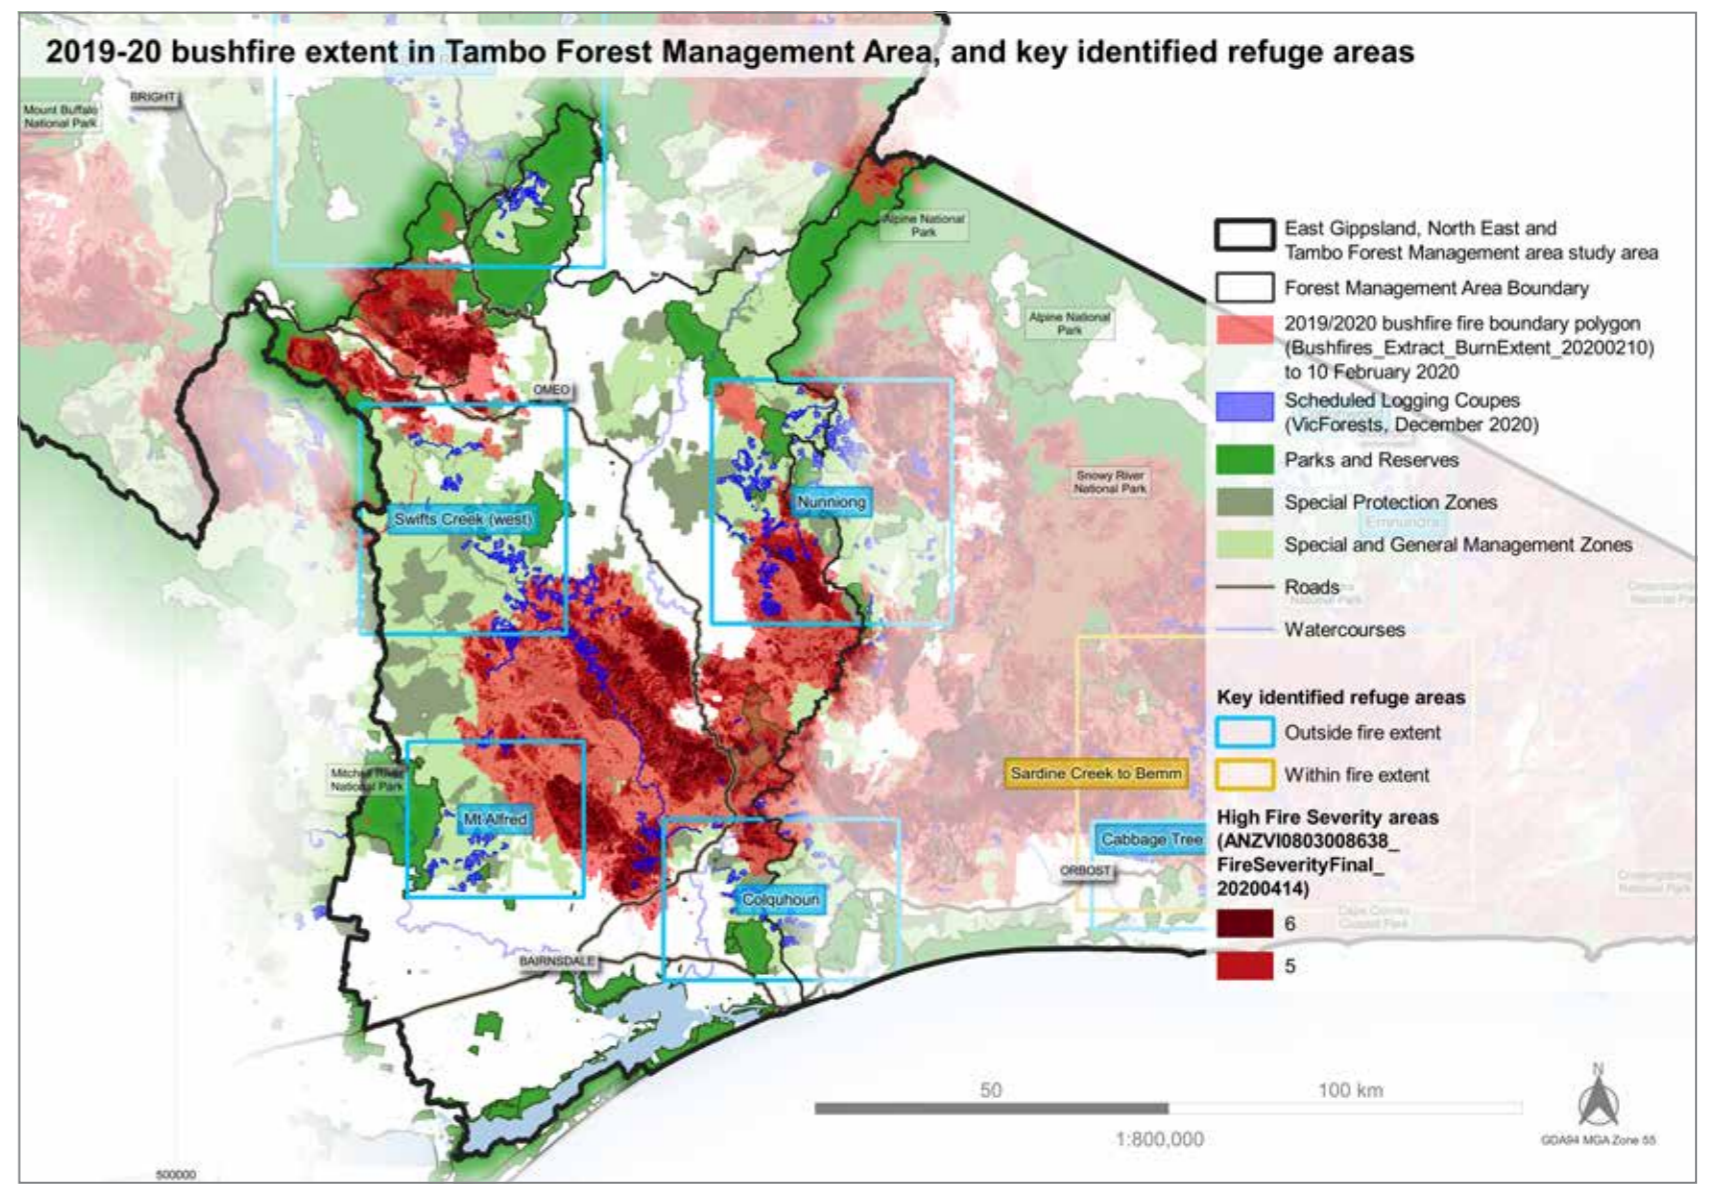 2019-20 bushfire extent in Tambo Forest Management Area, and key identified refuge areas
BRIGHT
Mount Buffalo
National Park
Alpine National
Park
Alpine National
Park
OMEO
Snowy River
National Park
Nunniong
Swifts Creek (west)
Mitchell River
National Park
Mt Alfred
Sardine Creek to Bemm
Cabbage Tree
ORBOST
Colquhoun
BAIRNSDALE
East Gippsland, North East and
Tambo Forest Management area study area
Forest Management Area Boundary
2019/2020 bushfire fire boundary polygon
(Bushfires_Extract_BurnExtent_20200210)
to 10 February 2020
Scheduled Logging Coupes
(VicForests, December 2020)
Parks and Reserves
Special Protection Zones
Special and General Management Zones
Roads
National Park
Watercourses
Key identified refuge areas
Outside fire extent
Within fire extent
High Fire Severity areas
(ANZVI0803008638_
FireSeverityFinal_
20200414)
6
5
50
100 km
1:800,000
N
GDA94 MGA Zone 55
500000